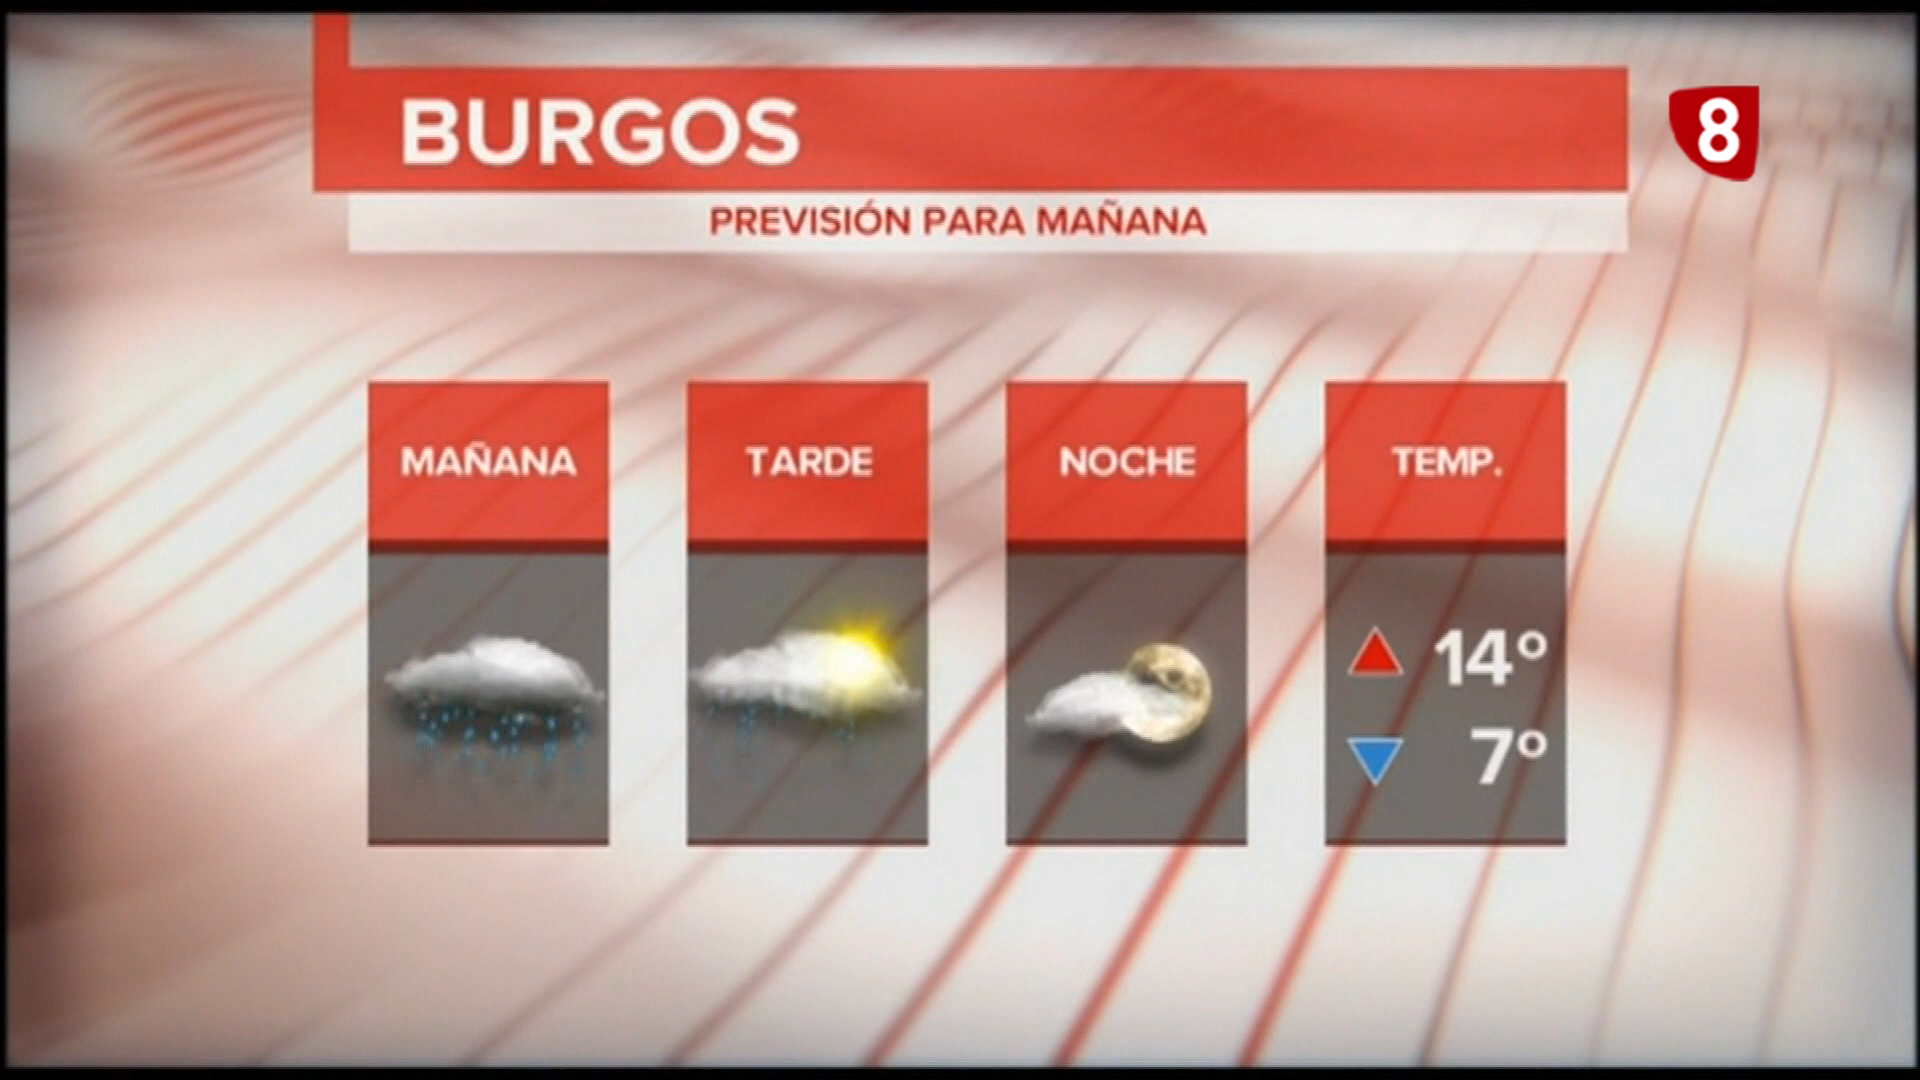 BURGOS
8
PREVISIÓN PARA MAÑANA
MAÑANA
TARDE
NOCHE
TEMP.
14°
7°